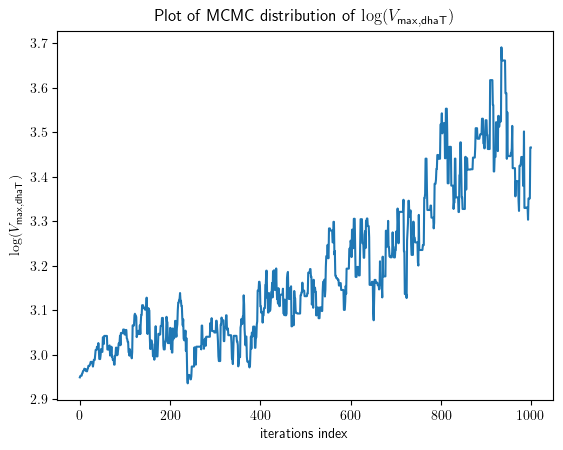 Plot of MCMC distribution of log(V_max,dhaT)
log(V_max,dhaT)
3.7
3.6
3.5
3.4
3.3
3.2
3.1
3.0
2.9
0 200 400 600 800 1000
iterations index